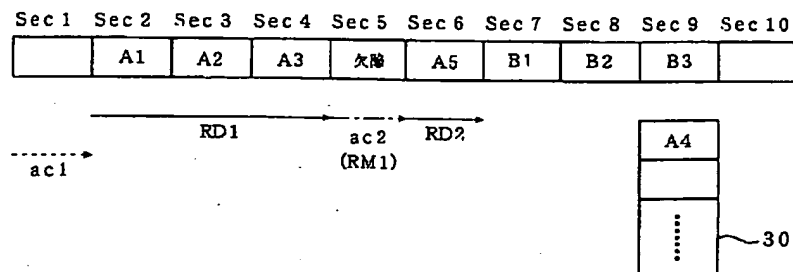 Sec 1 Sec 2 Sec 3 Sec 4 Sec 5 Sec 6 Sec 7 Sec 8 Sec 9 Sec 10
A1 A2 A3 欠陥 A5 B1 B2 B3
RD1 ac2 RD2
(RM1)
ac1
A4
30